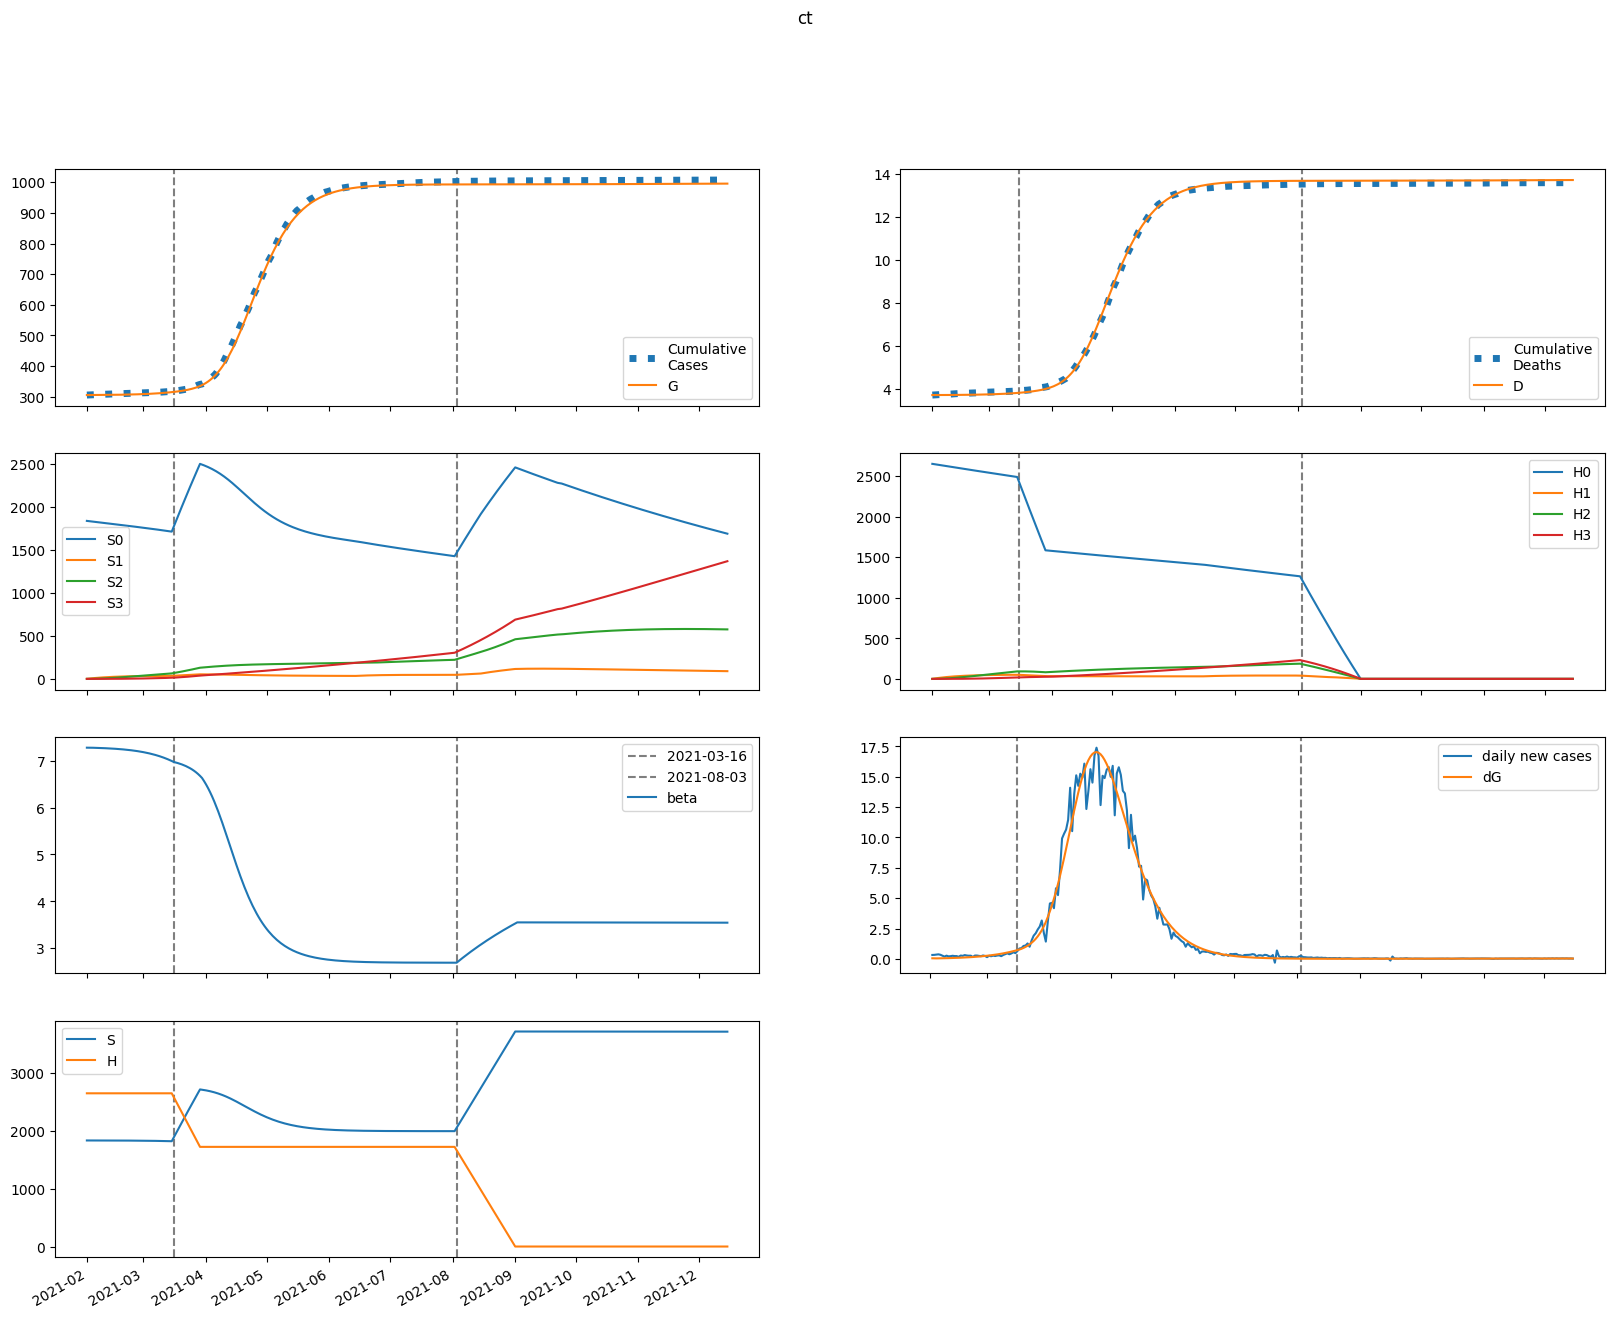 ct
1000
900
800
700
600
500
400
300
Cumulative
Cases
G
14
12
10
8
6
4
Cumulative
Deaths
D
2500
2000
1500
1000
500
0
S0
S1
S2
S3
2500
2000
1500
1000
500
0
H0
H1
H2
H3
7
6
5
4
3
2021-03-16
2021-08-03
beta
17.5
15.0
12.5
10.0
7.5
5.0
2.5
0.0
daily new cases
dG
3000
2000
1000
0
S
H
2021-02
2021-03
2021-04
2021-05
2021-06
2021-07
2021-08
2021-09
2021-10
2021-11
2021-12